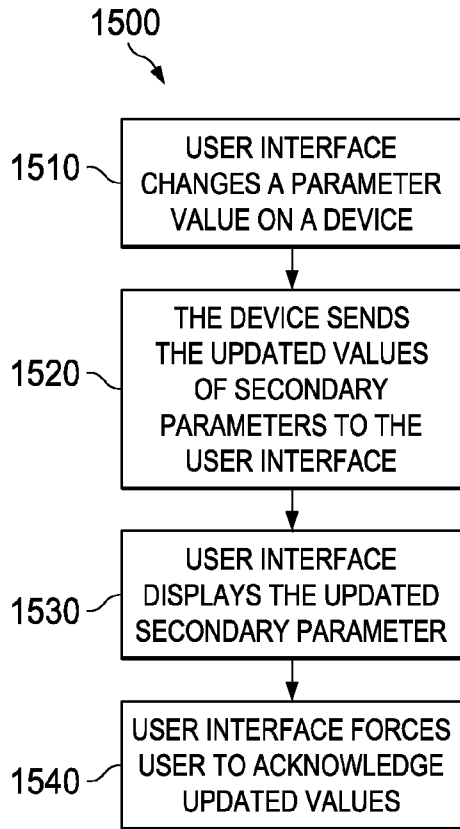 1500
1510
USER INTERFACE
CHANGES A PARAMETER
VALUE ON A DEVICE
1520
THE DEVICE SENDS
THE UPDATED VALUES
OF SECONDARY
PARAMETERS TO THE
USER INTERFACE
1530
USER INTERFACE
DISPLAYS THE UPDATED
SECONDARY PARAMETER
1540
USER INTERFACE FORCES
USER TO ACKNOWLEDGE
UPDATED VALUES